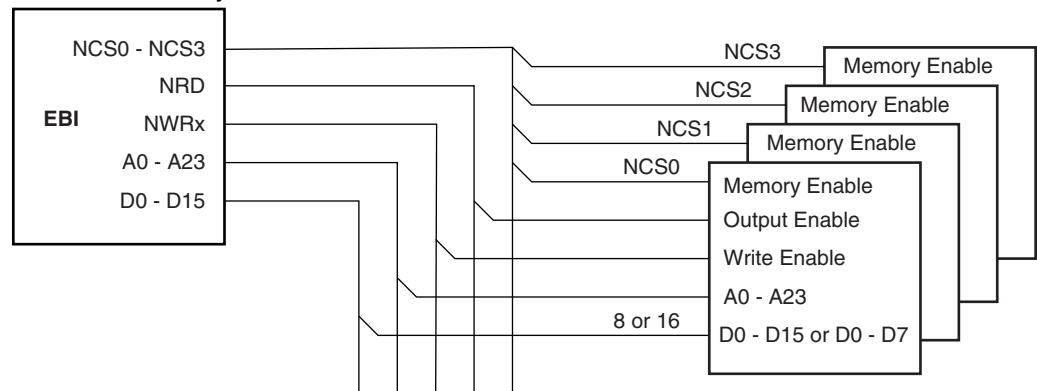 NCS0 - NCS3
NRD
EBI
NWRx
A0 - A23
D0 - D15
NCS3
Memory Enable
NCS2
Memory Enable
NCS1
Memory Enable
NCS0
Memory Enable
Output Enable
Write Enable
A0 - A23
8 or 16
D0 - D15 or D0 - D7